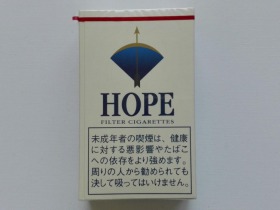 HOPE
FILTER CIGARETTES
未成年者の喫煙は、健康
に対する悪影響やたばこ
への依存をより強めます。
周りの人から勧められても
決して吸ってはいけません。